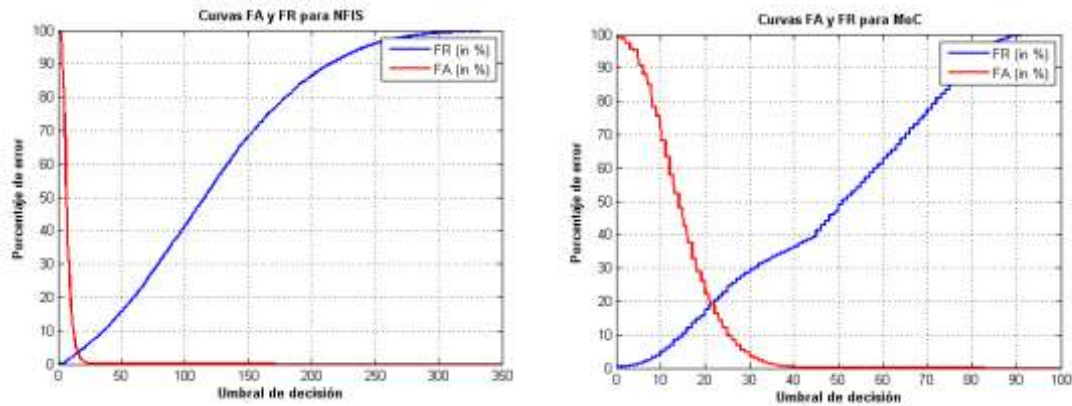 Curvas FA y FR para NFIS
100
90
80
70
60
50
40
30
20
10
0
Porcentaje de error
FR (in %)
FA (in %)
0 50 100 150 200 250 300 350
Umbral de decisión
Curvas FA y FR para MoC
100
90
80
70
60
50
40
30
20
10
0
Porcentaje de error
FR (in %)
FA (in %)
0 10 20 30 40 50 60 70 80 90 100
Umbral de decisión